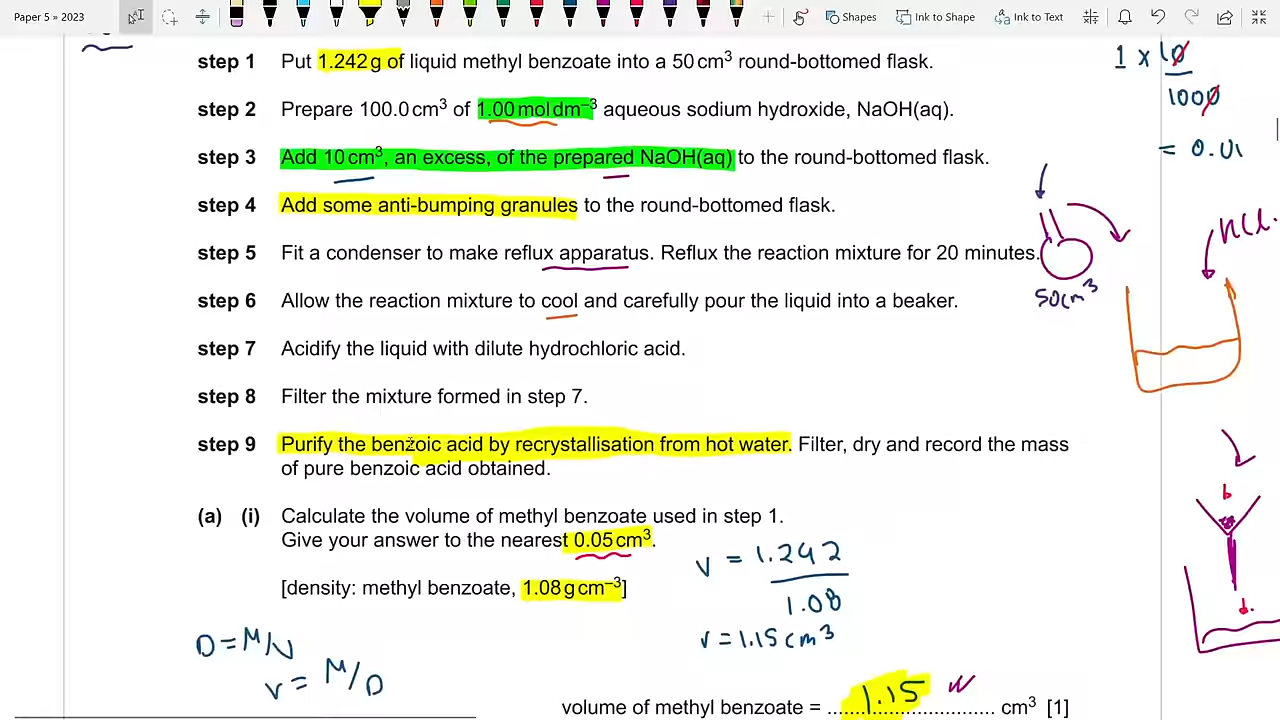 Paper 5 » 2023
Shapes
Ink to Shape
Ink to Text
step 1 Put 1.242 g of liquid methyl benzoate into a 50 cm³ round-bottomed flask.
step 2 Prepare 100.0 cm³ of 1.00 mol dm⁻³ aqueous sodium hydroxide, NaOH(aq).
step 3 Add 10 cm³, an excess, of the prepared NaOH(aq) to the round-bottomed flask.
step 4 Add some anti-bumping granules to the round-bottomed flask.
step 5 Fit a condenser to make reflux apparatus. Reflux the reaction mixture for 20 minutes.
step 6 Allow the reaction mixture to cool and carefully pour the liquid into a beaker.
step 7 Acidify the liquid with dilute hydrochloric acid.
step 8 Filter the mixture formed in step 7.
step 9 Purify the benzoic acid by recrystallisation from hot water. Filter, dry and record the mass
of pure benzoic acid obtained.
1 x 10
1000
= 0.01
HCl.
50cm³
b
b.
(a) (i) Calculate the volume of methyl benzoate used in step 1.
Give your answer to the nearest 0.05 cm³.
[density: methyl benzoate, 1.08 g cm⁻³]
v = 1.242
1.08
v = 1.15 cm³
D = M/V
v = M/D
volume of methyl benzoate = 1.15 cm³ [1]